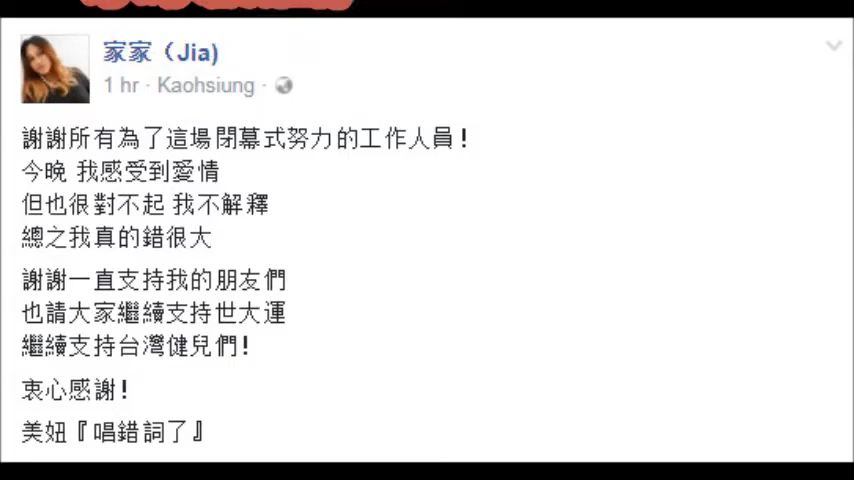 家家（Jia)
1 hr · Kaohsiung ·
謝謝所有為了這場閉幕式努力的工作人員!
今晚 我感受到愛情
但也很對不起 我不解釋
總之我真的錯很大
謝謝一直支持我的朋友們
也請大家繼續支持世大運
繼續支持台灣健兒們!
衷心感謝!
美妞『唱錯詞了』